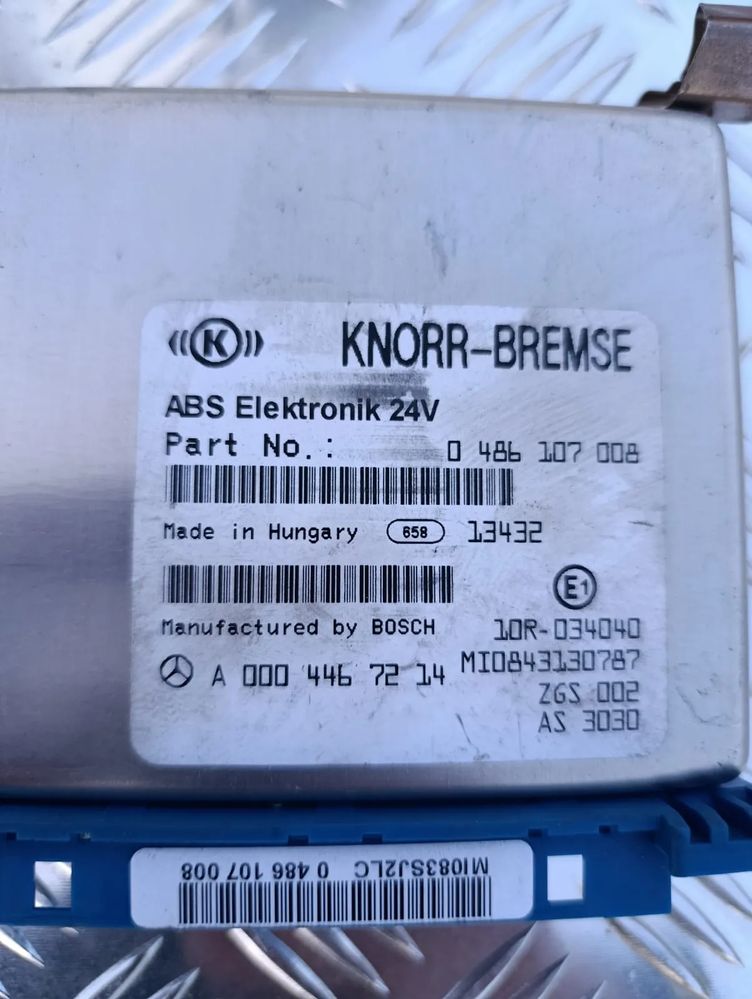 K KNORR-BREMSE
ABS Elektronik 24V
Part No.: 0 486 107 008
Made in Hungary 658 13432
E1
Manufactured by BOSCH 10R-034040
A 000 446 72 14 MI0843130787
ZGS 002
AS 3030
MI083SJ2LC 0 486 107 008